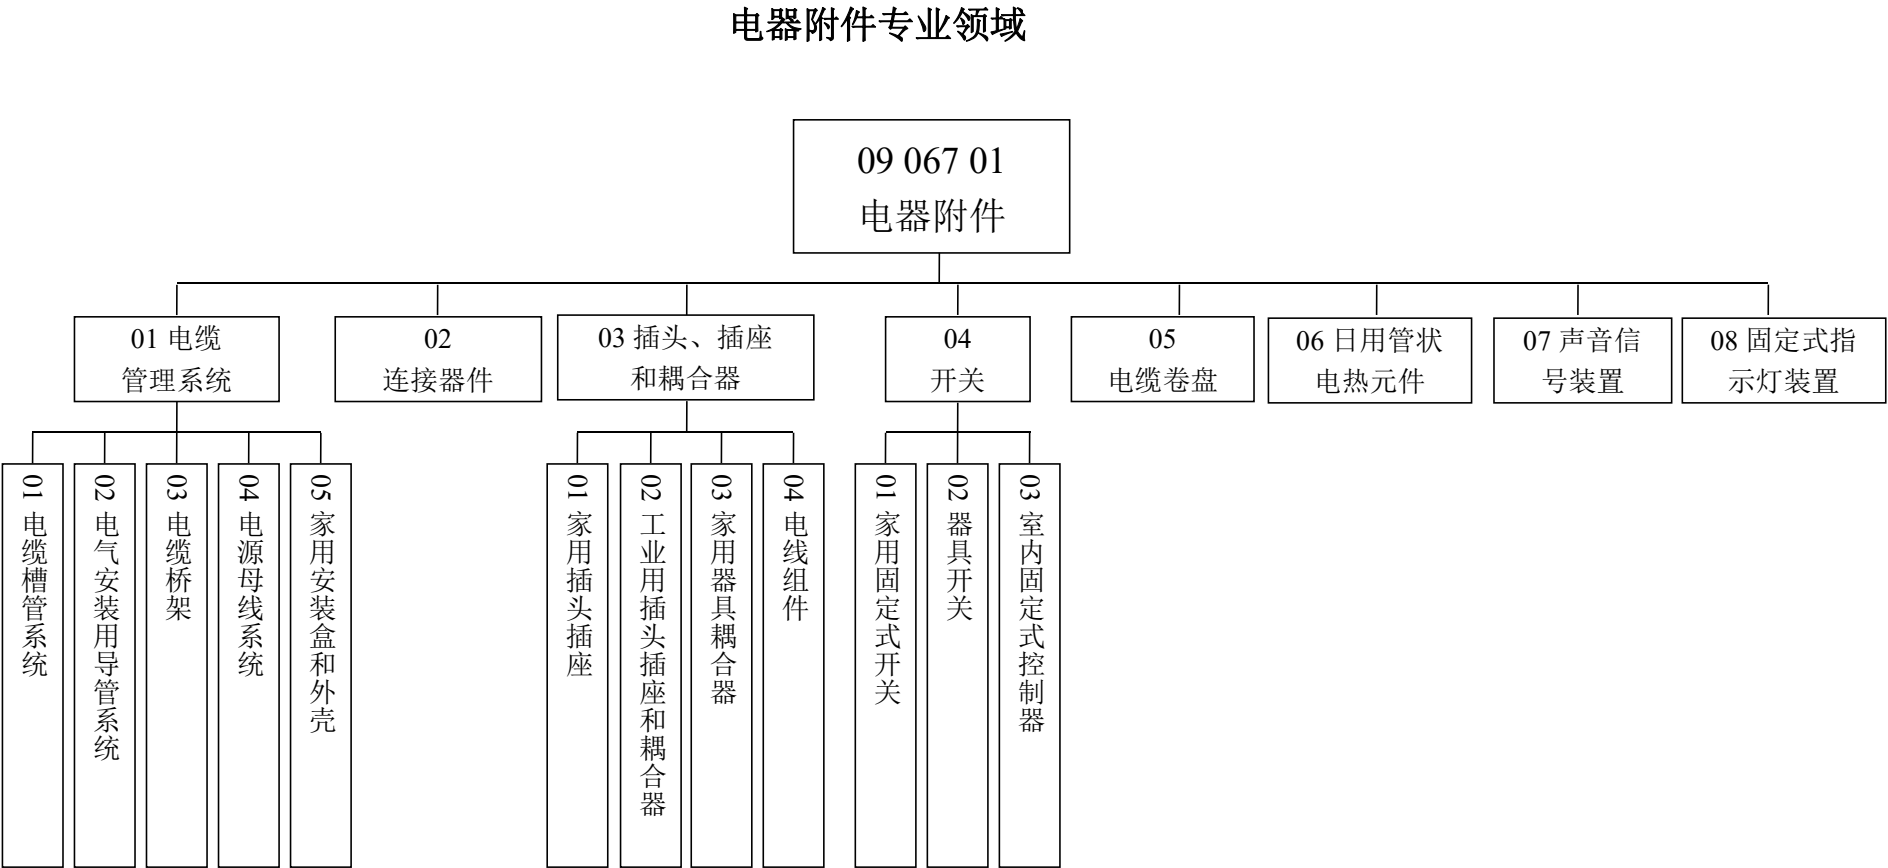 电器附件专业领域
09 067 01
电器附件
01 电缆
管理系统
02
连接器件
03 插头、插座
和耦合器
04
开关
05
电缆卷盘
06 日用管状
电热元件
07 声音信
号装置
08 固定式指
示灯装置
01 电缆槽管系统
02 电气安装用导管系统
03 电缆桥架
04 电源母线系统
05 家用安装盒和外壳
01 家用插头插座
02 工业用插头插座和耦合器
03 家用器具耦合器
04 电线组件
01 家用固定式开关
02 器具开关
03 室内固定式控制器